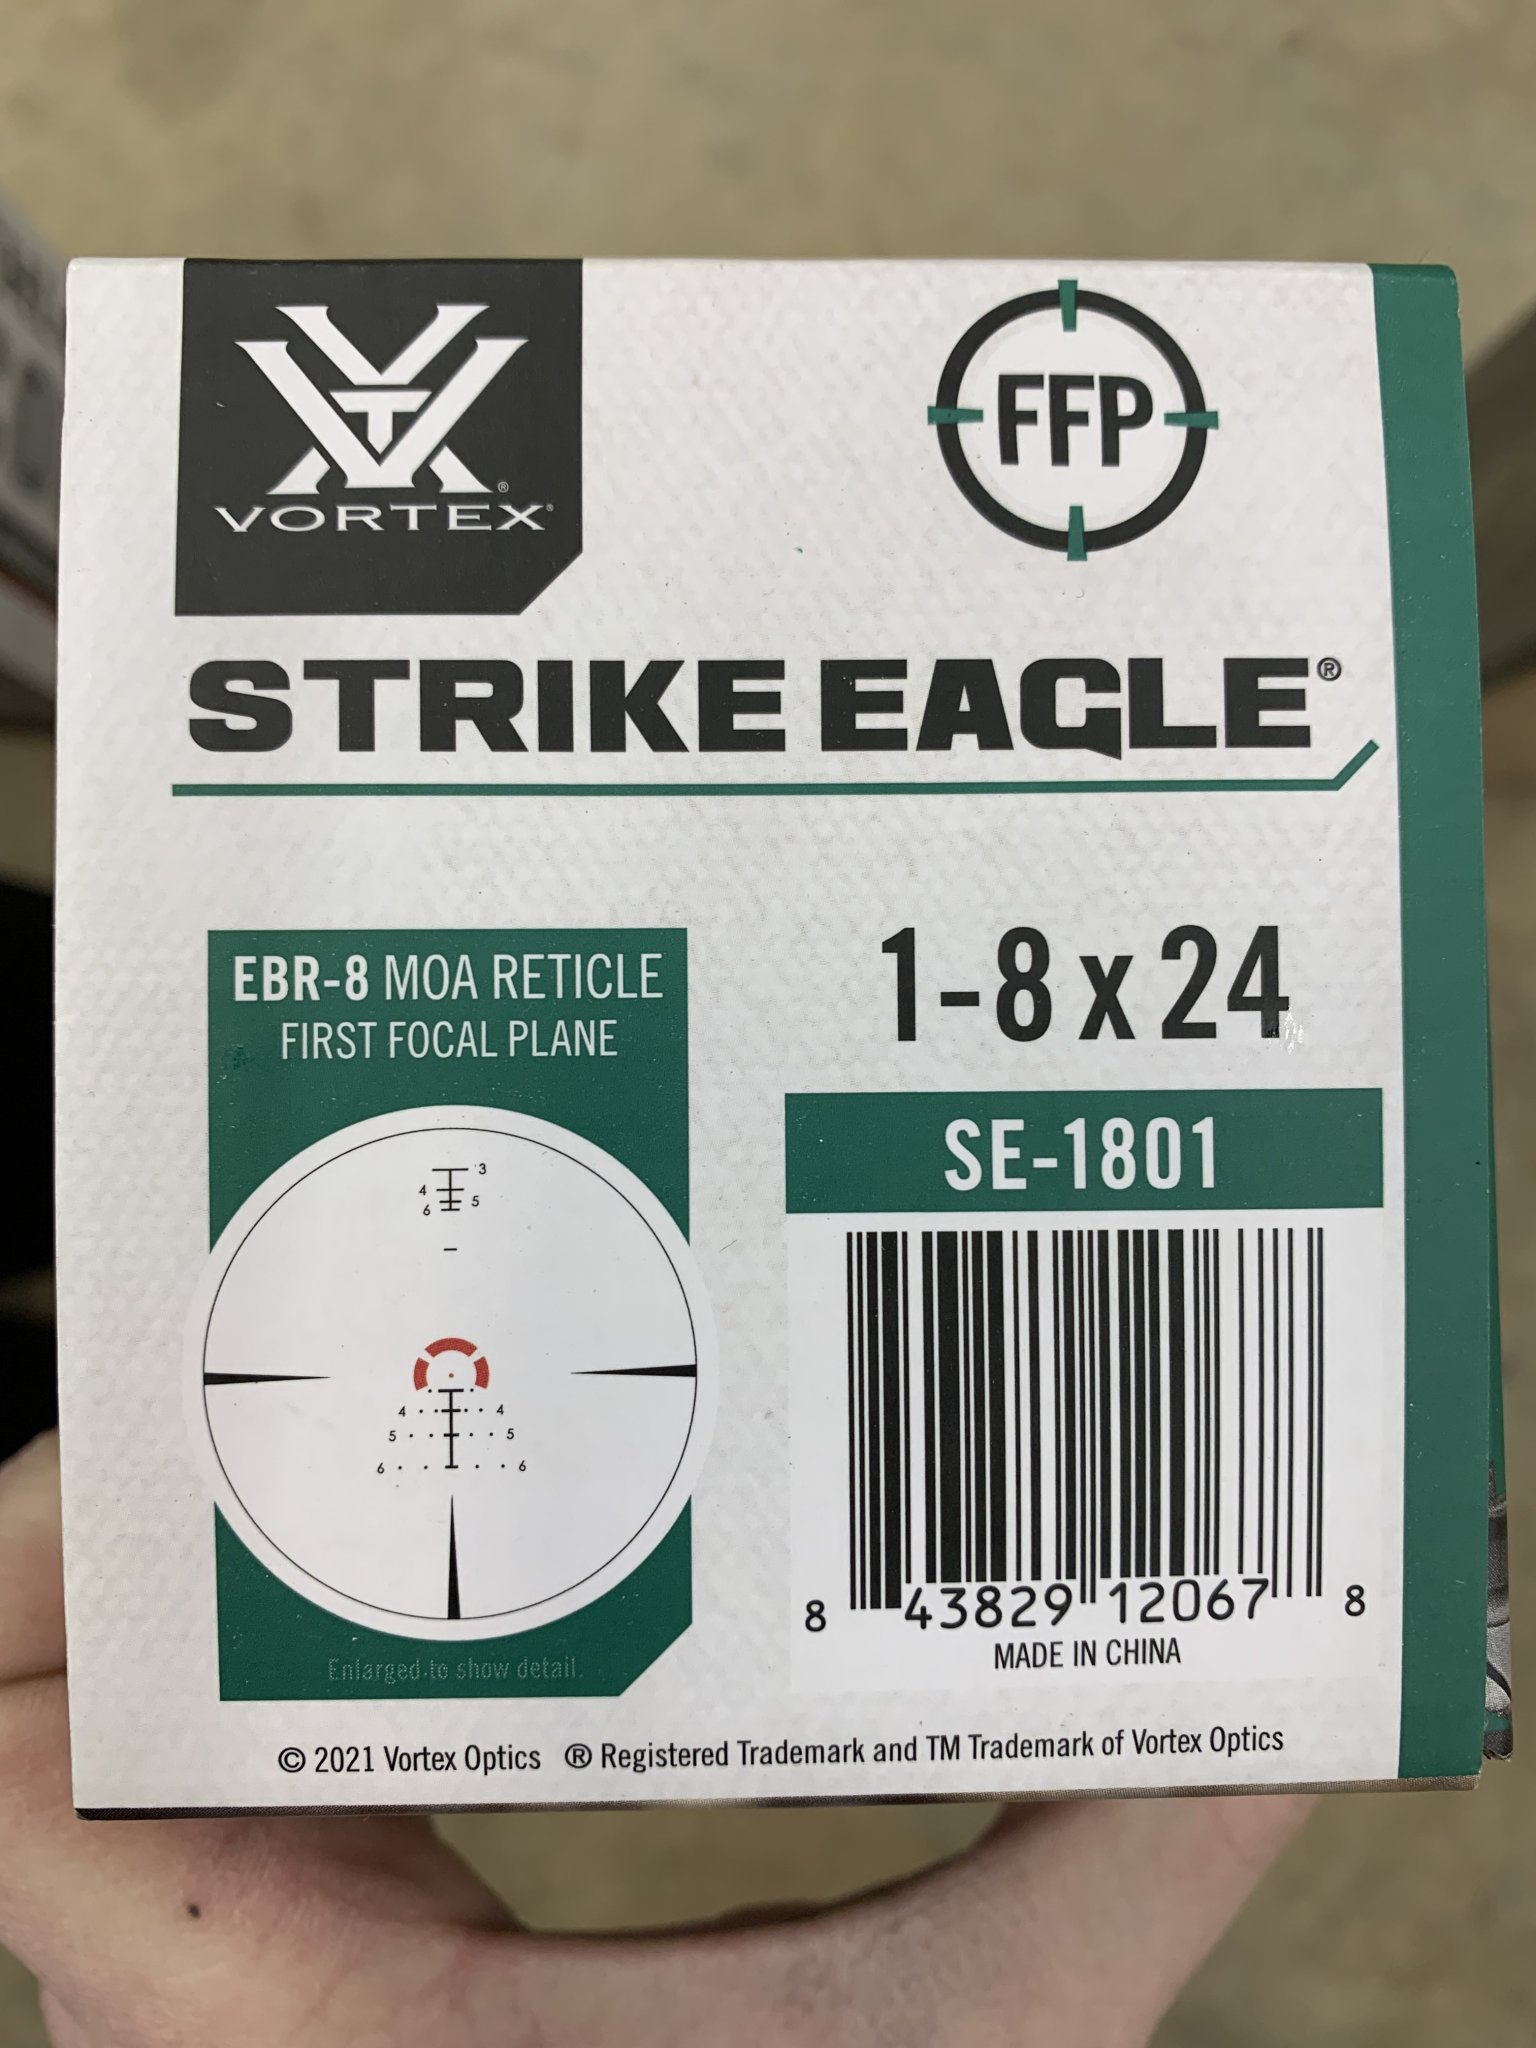 VORTEX®
FFP
STRIKE EAGLE®
EBR-8 MOA RETICLE
FIRST FOCAL PLANE
3
4
5
6
4 4
5 5
6 6
Enlarged to show detail.
1-8 x 24
SE-1801
8 43829 12067 8
MADE IN CHINA
© 2021 Vortex Optics ® Registered Trademark and TM Trademark of Vortex Optics